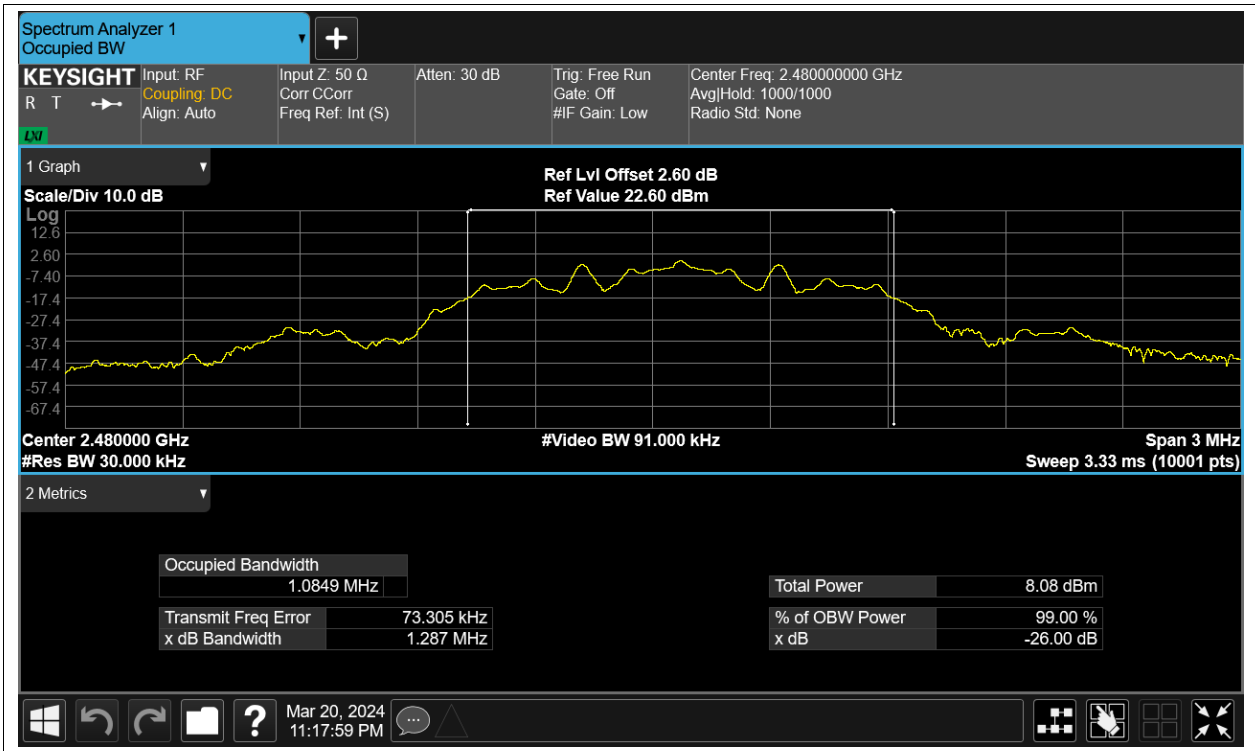 Spectrum Analyzer 1
Occupied BW
KEYSIGHT
R T
LXI
Input: RF
Coupling: DC
Align: Auto
Input Z: 50 Ω
Corr CCorr
Freq Ref: Int (S)
Atten: 30 dB
Trig: Free Run
Gate: Off
#IF Gain: Low
Center Freq: 2.480000000 GHz
Avg|Hold: 1000/1000
Radio Std: None
1 Graph
Scale/Div 10.0 dB
Ref Lvl Offset 2.60 dB
Ref Value 22.60 dBm
Log
12.6
2.60
-7.40
-17.4
-27.4
-37.4
-47.4
-57.4
-67.4
Center 2.480000 GHz
#Res BW 30.000 kHz
#Video BW 91.000 kHz
Span 3 MHz
Sweep 3.33 ms (10001 pts)
2 Metrics
Occupied Bandwidth
1.0849 MHz
Transmit Freq Error 73.305 kHz
x dB Bandwidth 1.287 MHz
Total Power 8.08 dBm
% of OBW Power 99.00 %
x dB -26.00 dB
?
Mar 20, 2024
11:17:59 PM